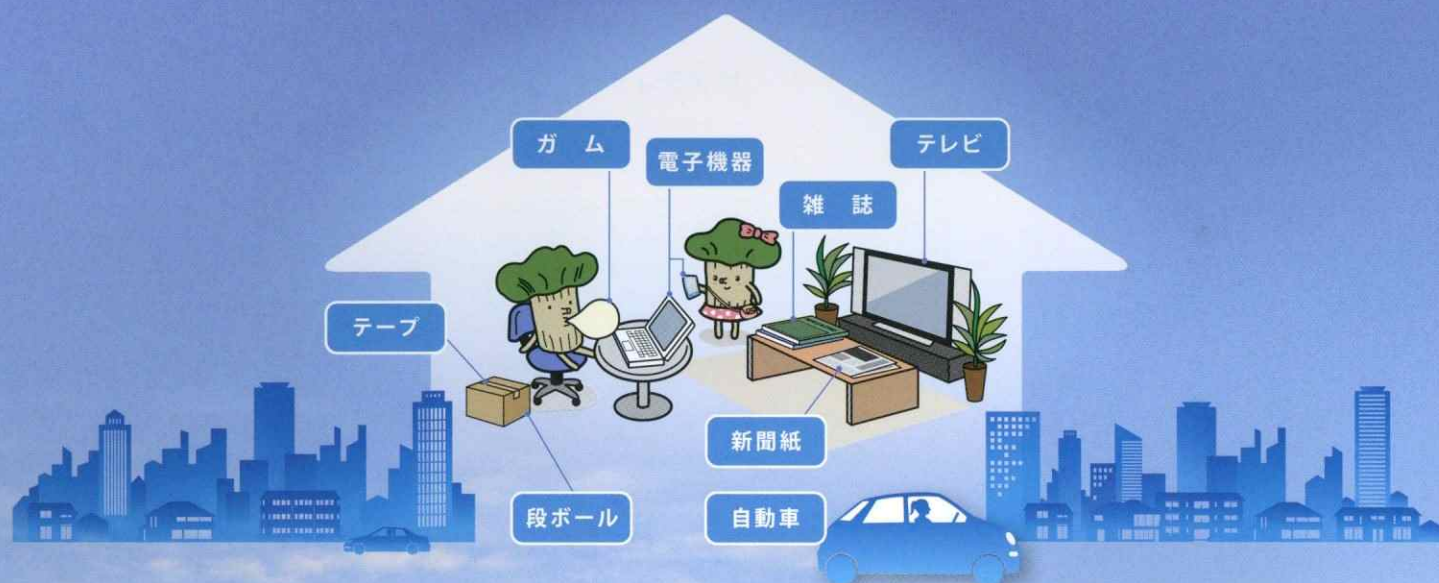 ガム
電子機器
テレビ
雑誌
テープ
新聞紙
段ボール
自動車